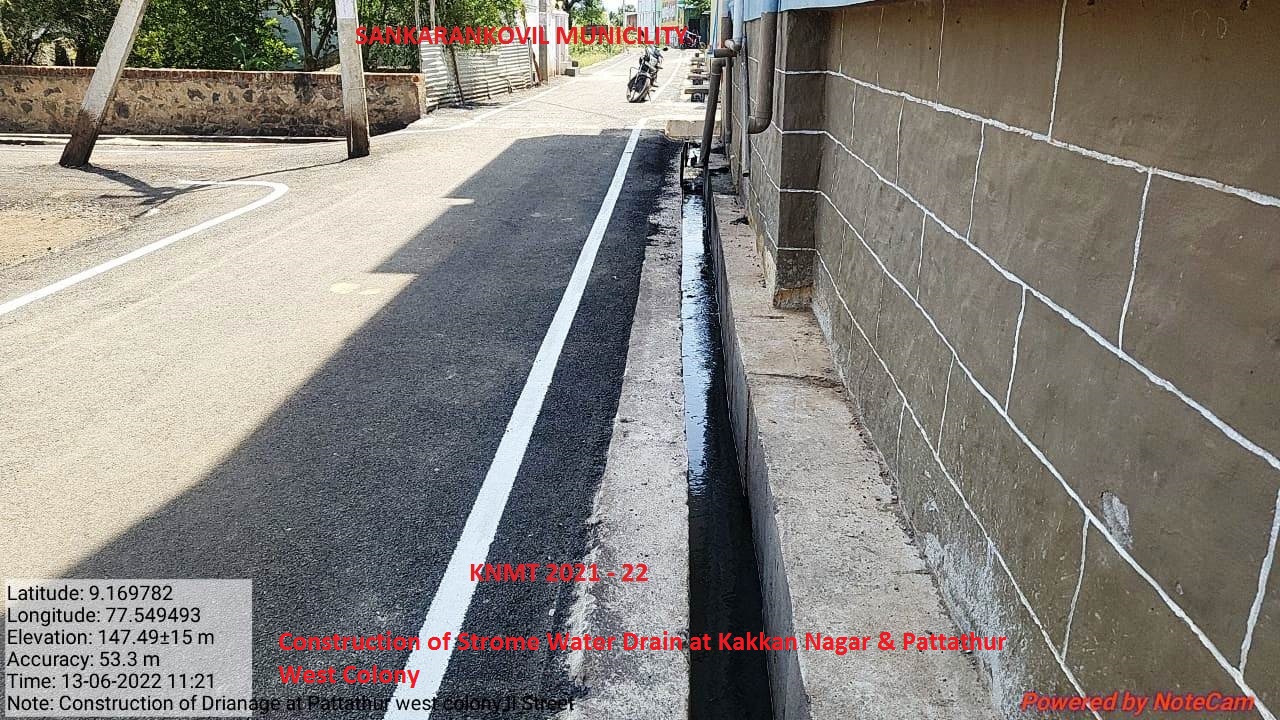 SANKARANKOVIL MUNICILITY
KNMT 2021 - 22
Construction of Strome Water Drain at Kakkan Nagar & Pattathur
West Colony
Latitude: 9.169782
Longitude: 77.549493
Elevation: 147.49±15 m
Accuracy: 53.3 m
Time: 13-06-2022 11:21
Note: Construction of Drianage at Pattathur west colony,II Street
Powered by NoteCam